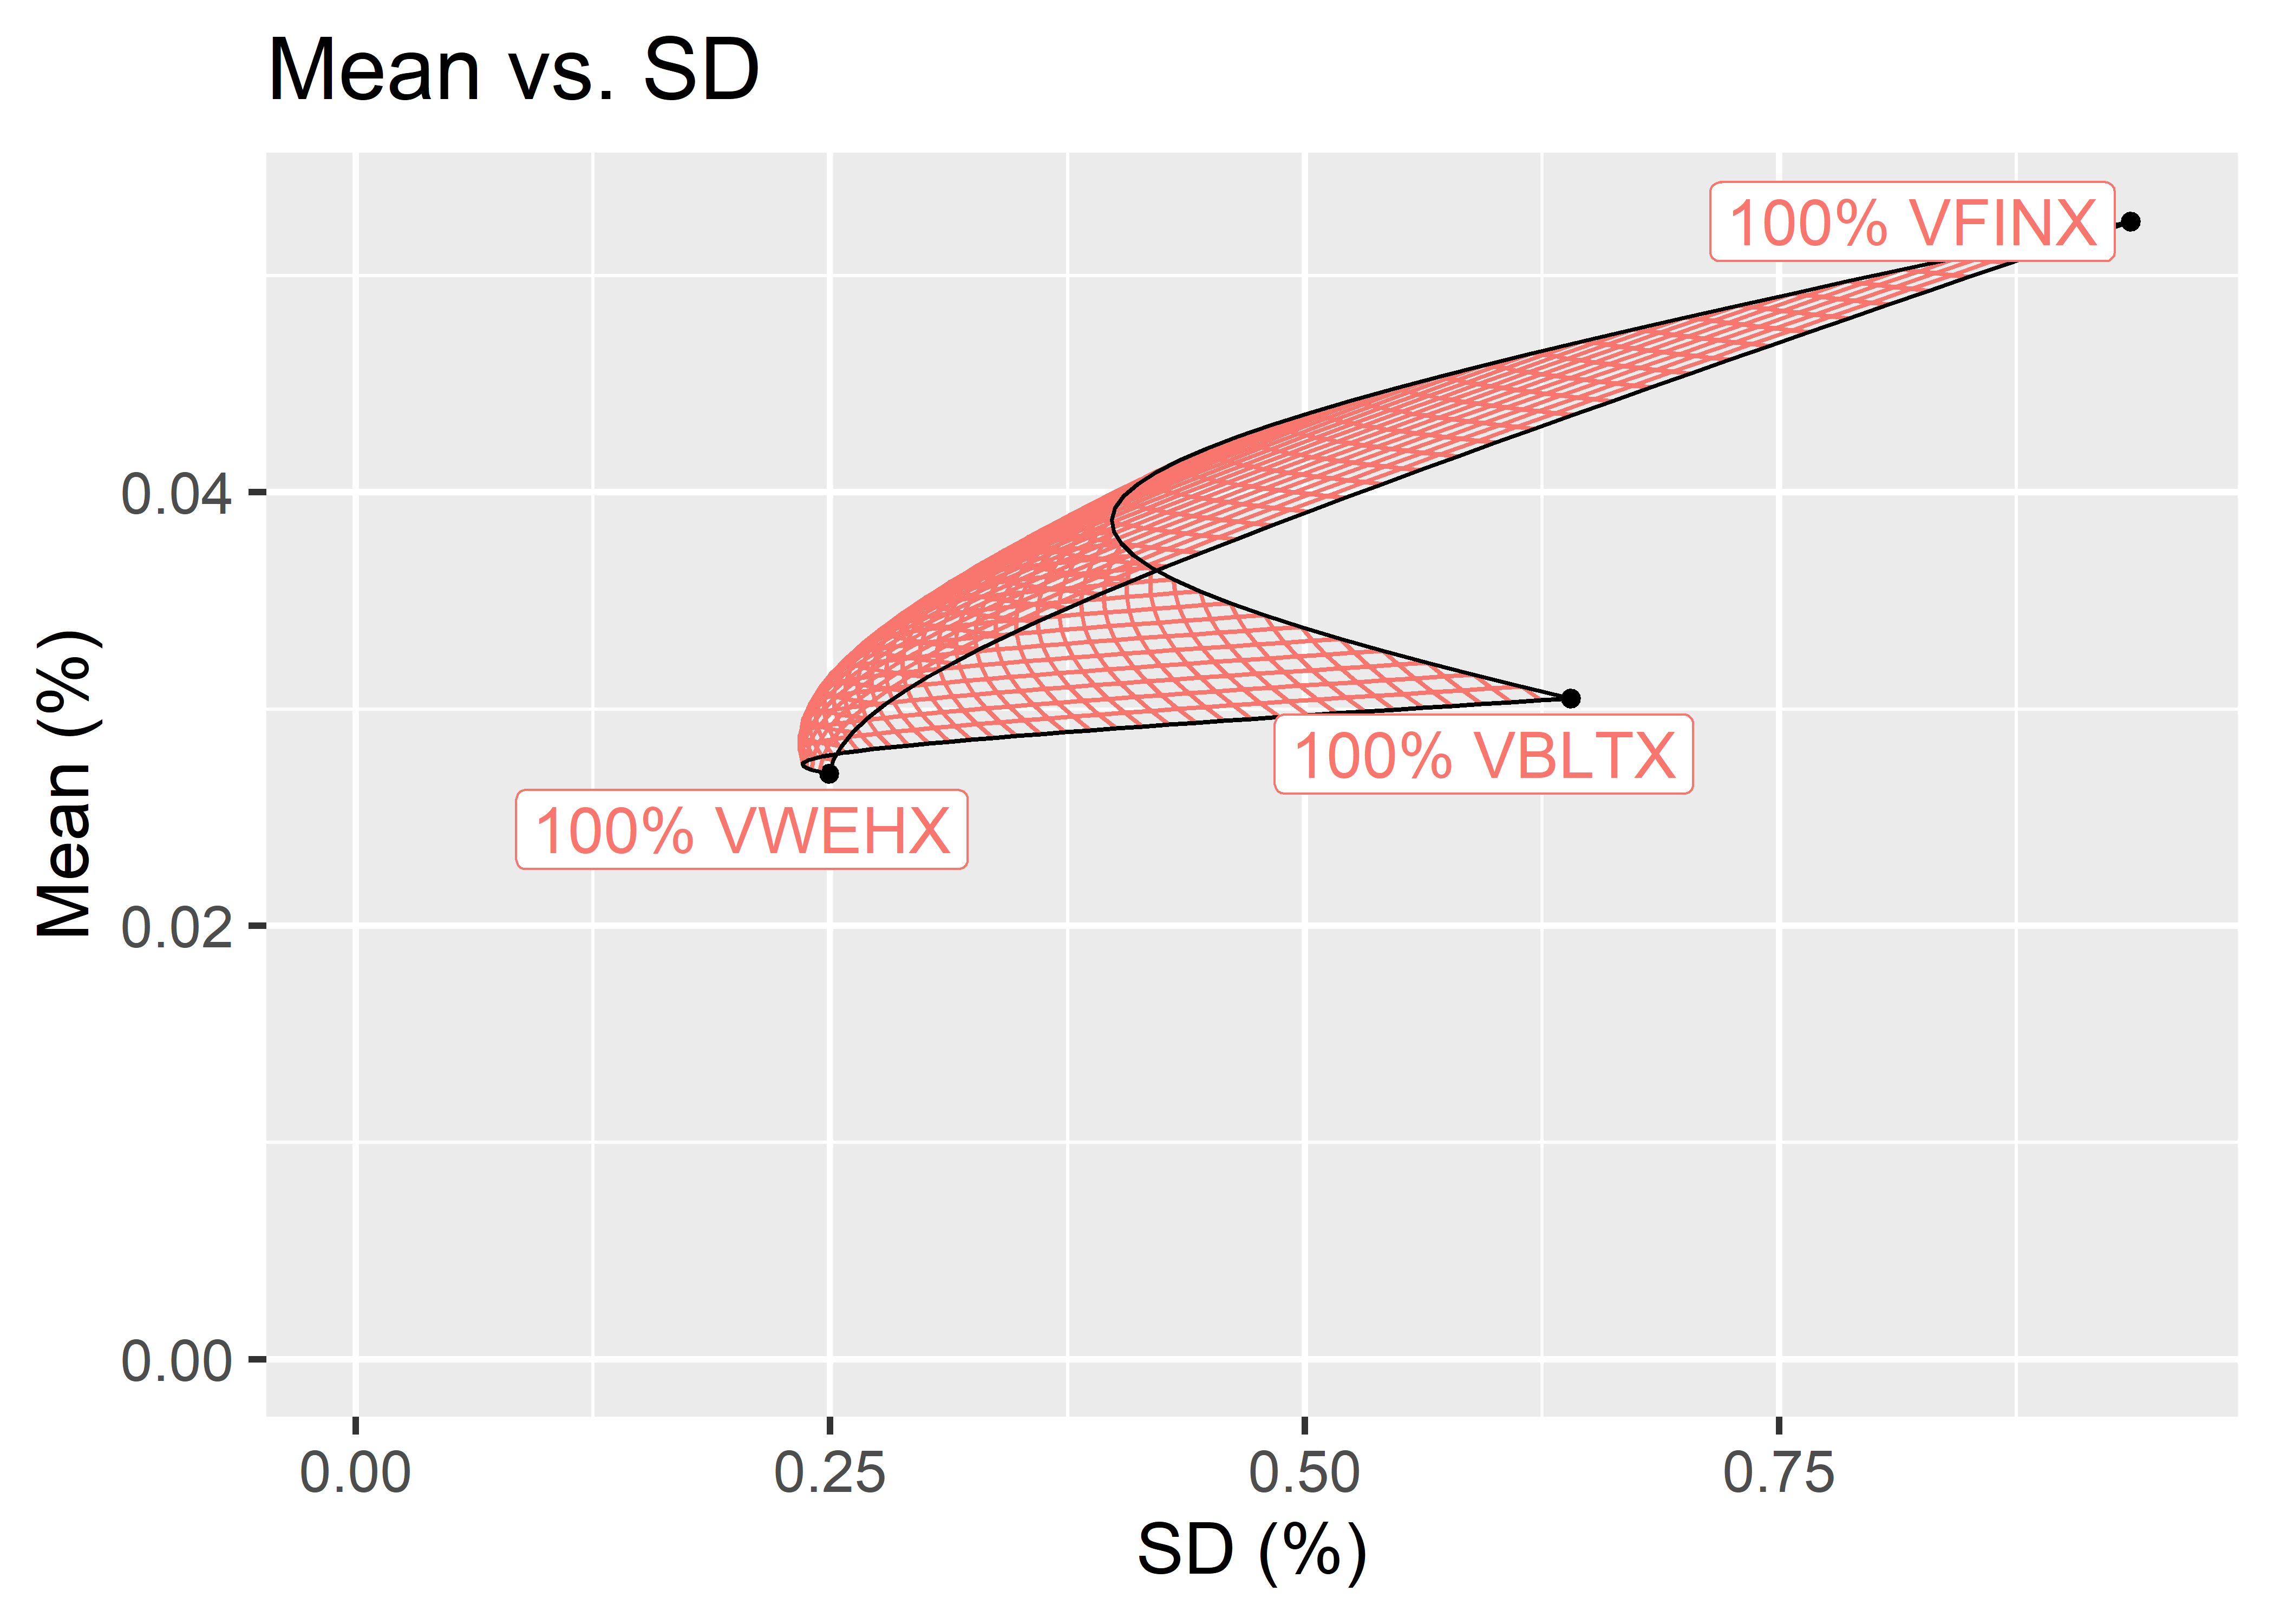 Mean vs. SD
100% VFINX
0.04
100% VBLTX
100% VWEHX
Mean (%)
0.02
0.00
0.00 0.25 0.50 0.75
SD (%)